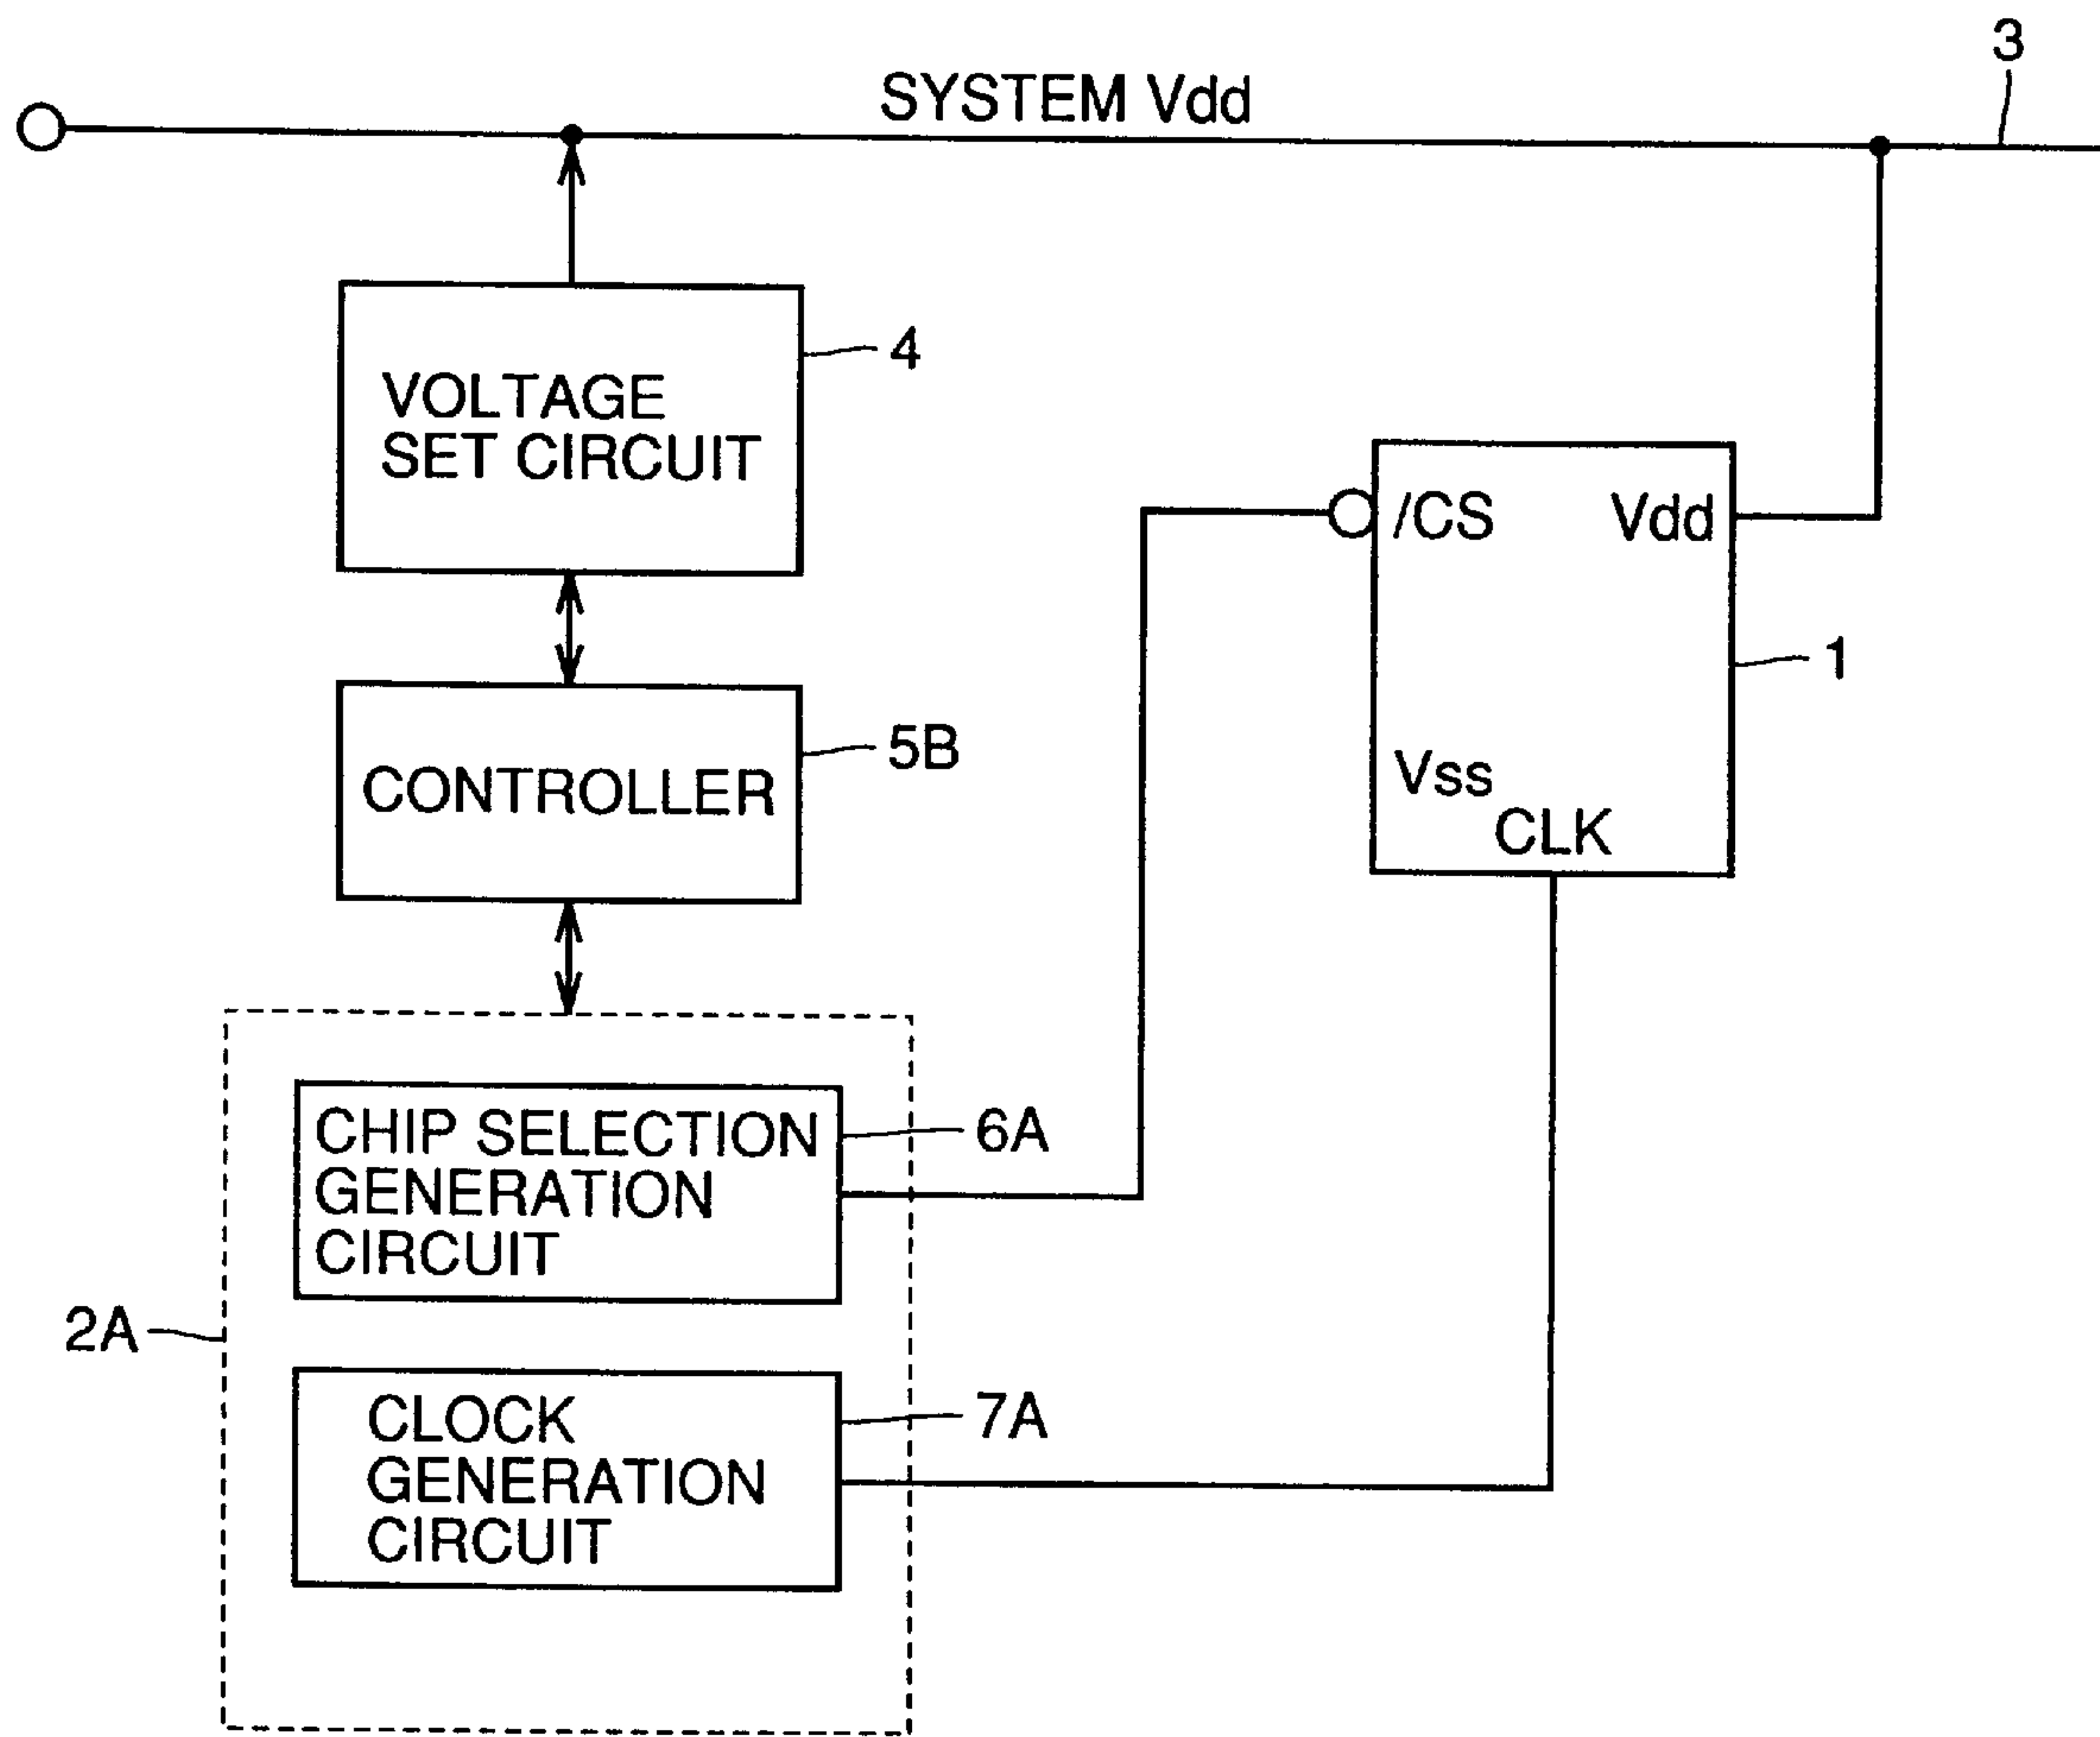 3
SYSTEM Vdd
4
VOLTAGE
SET CIRCUIT
/CS
Vdd
1
5B
CONTROLLER
Vss
CLK
CHIP SELECTION
GENERATION
CIRCUIT
6A
2A
CLOCK
GENERATION
CIRCUIT
7A